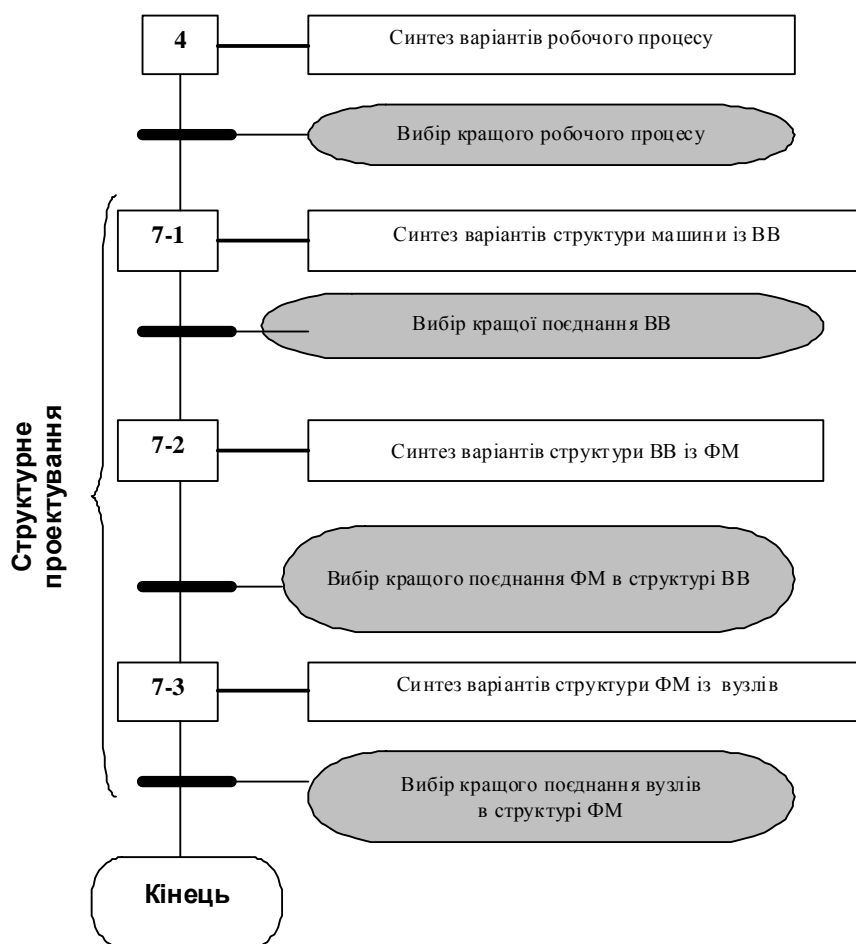 4
Синтез варіантів робочого процесу
Вибір кращого робочого процесу
7-1
Синтез варіантів структури машини із ВВ
Вибір кращої поєднання ВВ
Структурне
проектування
7-2
Синтез варіантів структури ВВ із ФМ
Вибір кращого поєднання ФМ в структурі ВВ
7-3
Синтез варіантів структури ФМ із вузлів
Вибір кращого поєднання вузлів
в структурі ФМ
Кінець